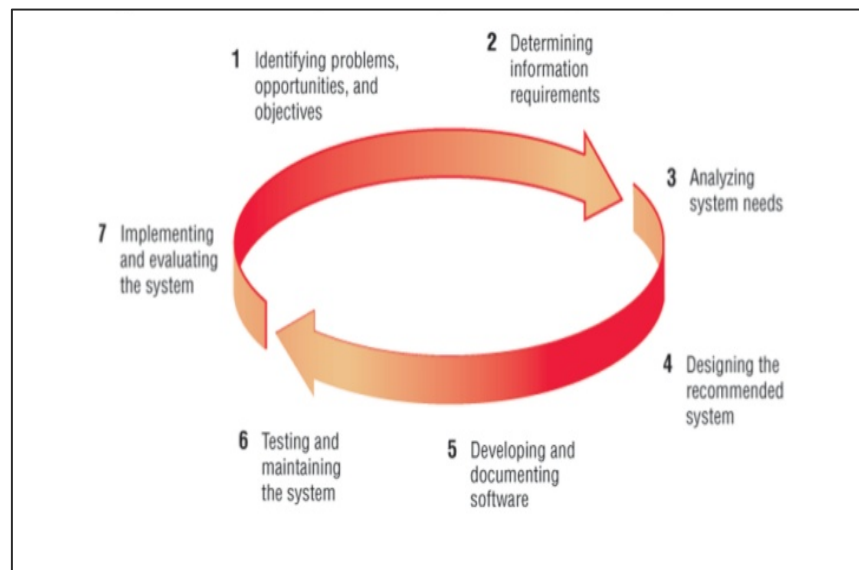 1 Identifying problems,
opportunities, and
objectives
2 Determining
information
requirements
3 Analyzing
system needs
4 Designing the
recommended
system
5 Developing and
documenting
software
6 Testing and
maintaining
the system
7 Implementing
and evaluating
the system